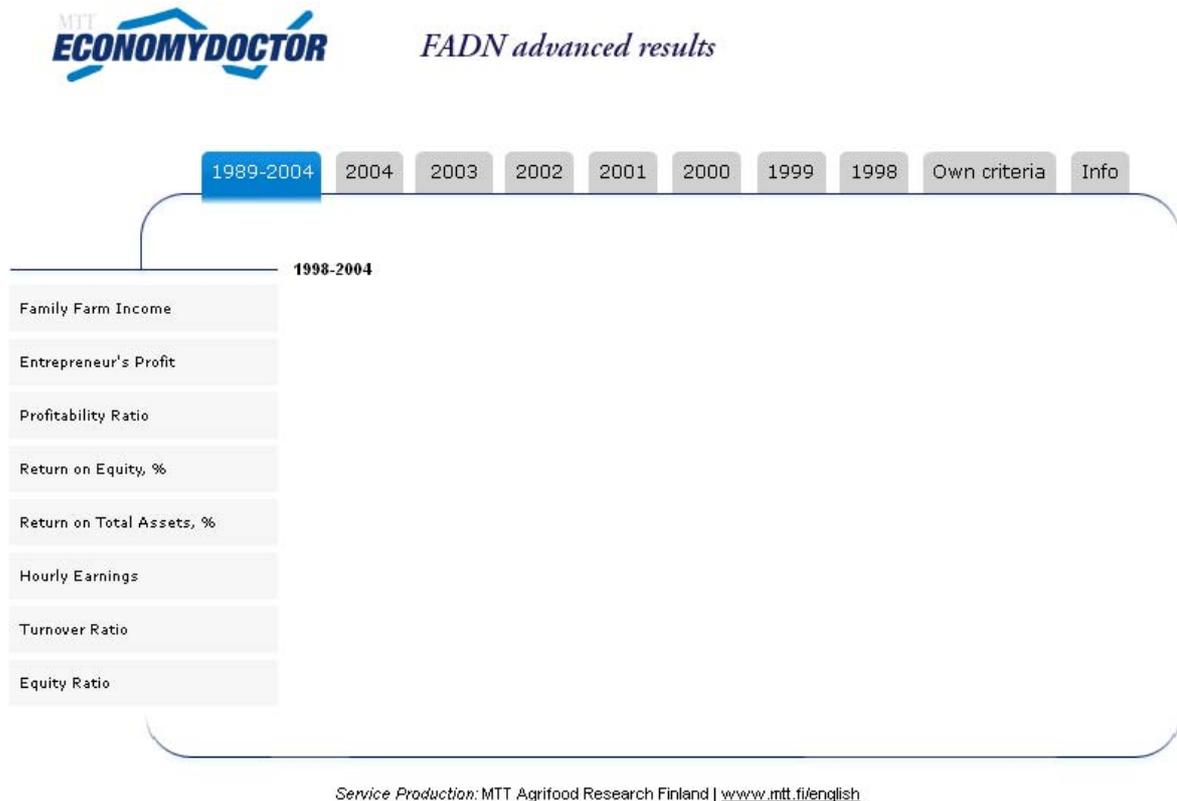 MTT
ECONOMYDOCTOR
FADN advanced results
1989-2004 2004 2003 2002 2001 2000 1999 1998 Own criteria Info
1998-2004
Family Farm Income
Entrepreneur's Profit
Profitability Ratio
Return on Equity, %
Return on Total Assets, %
Hourly Earnings
Turnover Ratio
Equity Ratio
Service Production: MTT Agrifood Research Finland | www.mtt.fi/english